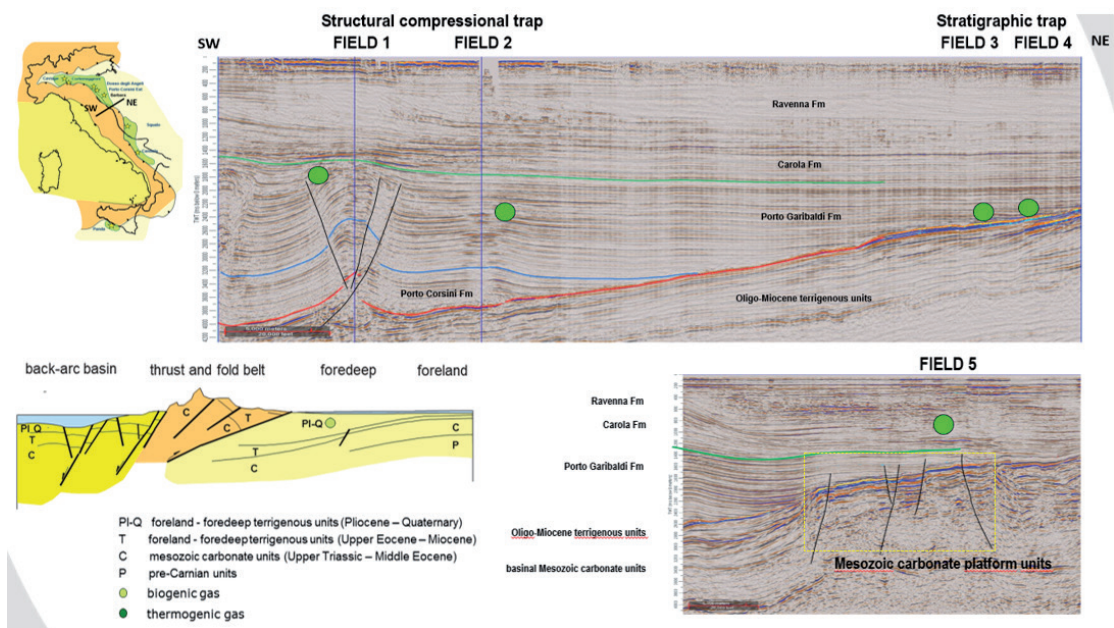 Structural compressional trap
Stratigraphic trap
SW
FIELD 1
FIELD 2
FIELD 3
FIELD 4
NE
SW
NE
Ravenna Fm
Carola Fm
Porto Garibaldi Fm
Porto Corsini Fm
Oligo-Miocene terrigenous units
back-arc basin
thrust and fold belt
foredeep
foreland
Pl Q
T
C
C
T
C
T
Pl-Q
T
C
C
P
FIELD 5
Ravenna Fm
Carola Fm
Porto Garibaldi Fm
Oligo-Miocene terrigenous units
basinal Mesozoic carbonate units
Mesozoic carbonate platform units
Pl-Q foreland - foredeep terrigenous units (Pliocene – Quaternary)
T foreland - foredeep terrigenous units (Upper Eocene – Miocene)
C mesozoic carbonate units (Upper Triassic – Middle Eocene)
P pre-Carnian units
biogenic gas
thermogenic gas